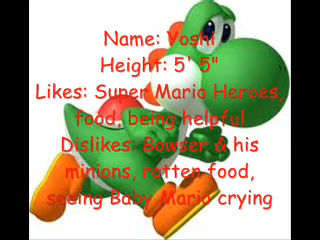 Name: Yoshi
Height: 5' 5"
Likes: Super Mario Heroes,
food, being helpful
Dislikes: Bowser & his
minions, rotten food,
seeing Baby Mario crying